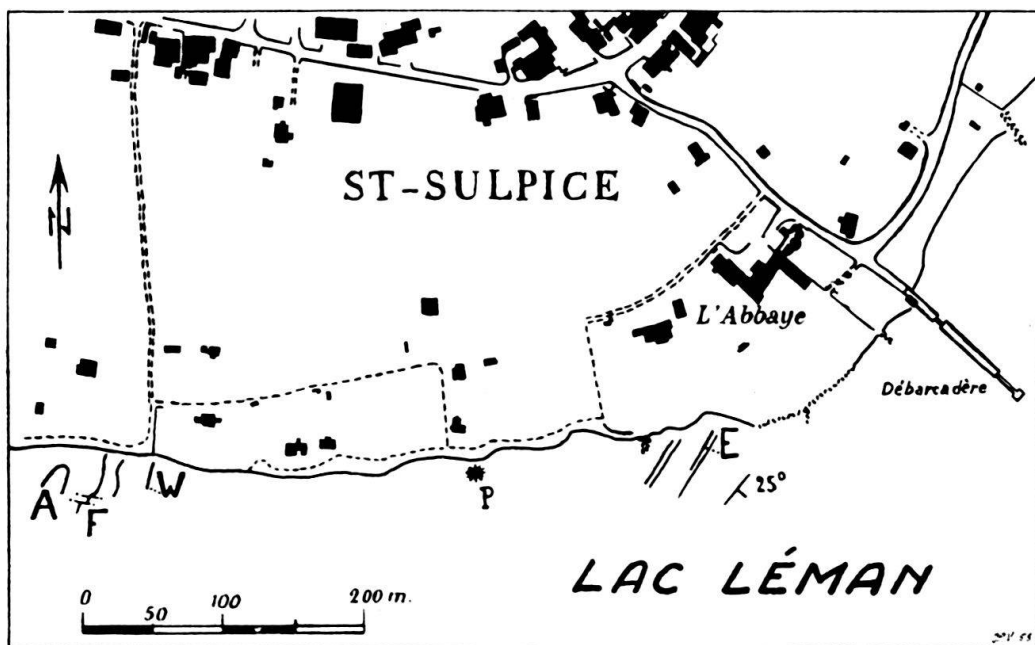 ST-SULPICE
N
L'Abbaye
Débarcadère
A
F
W
P
E
25°
LAC LÉMAN
0 50 100 200 m.